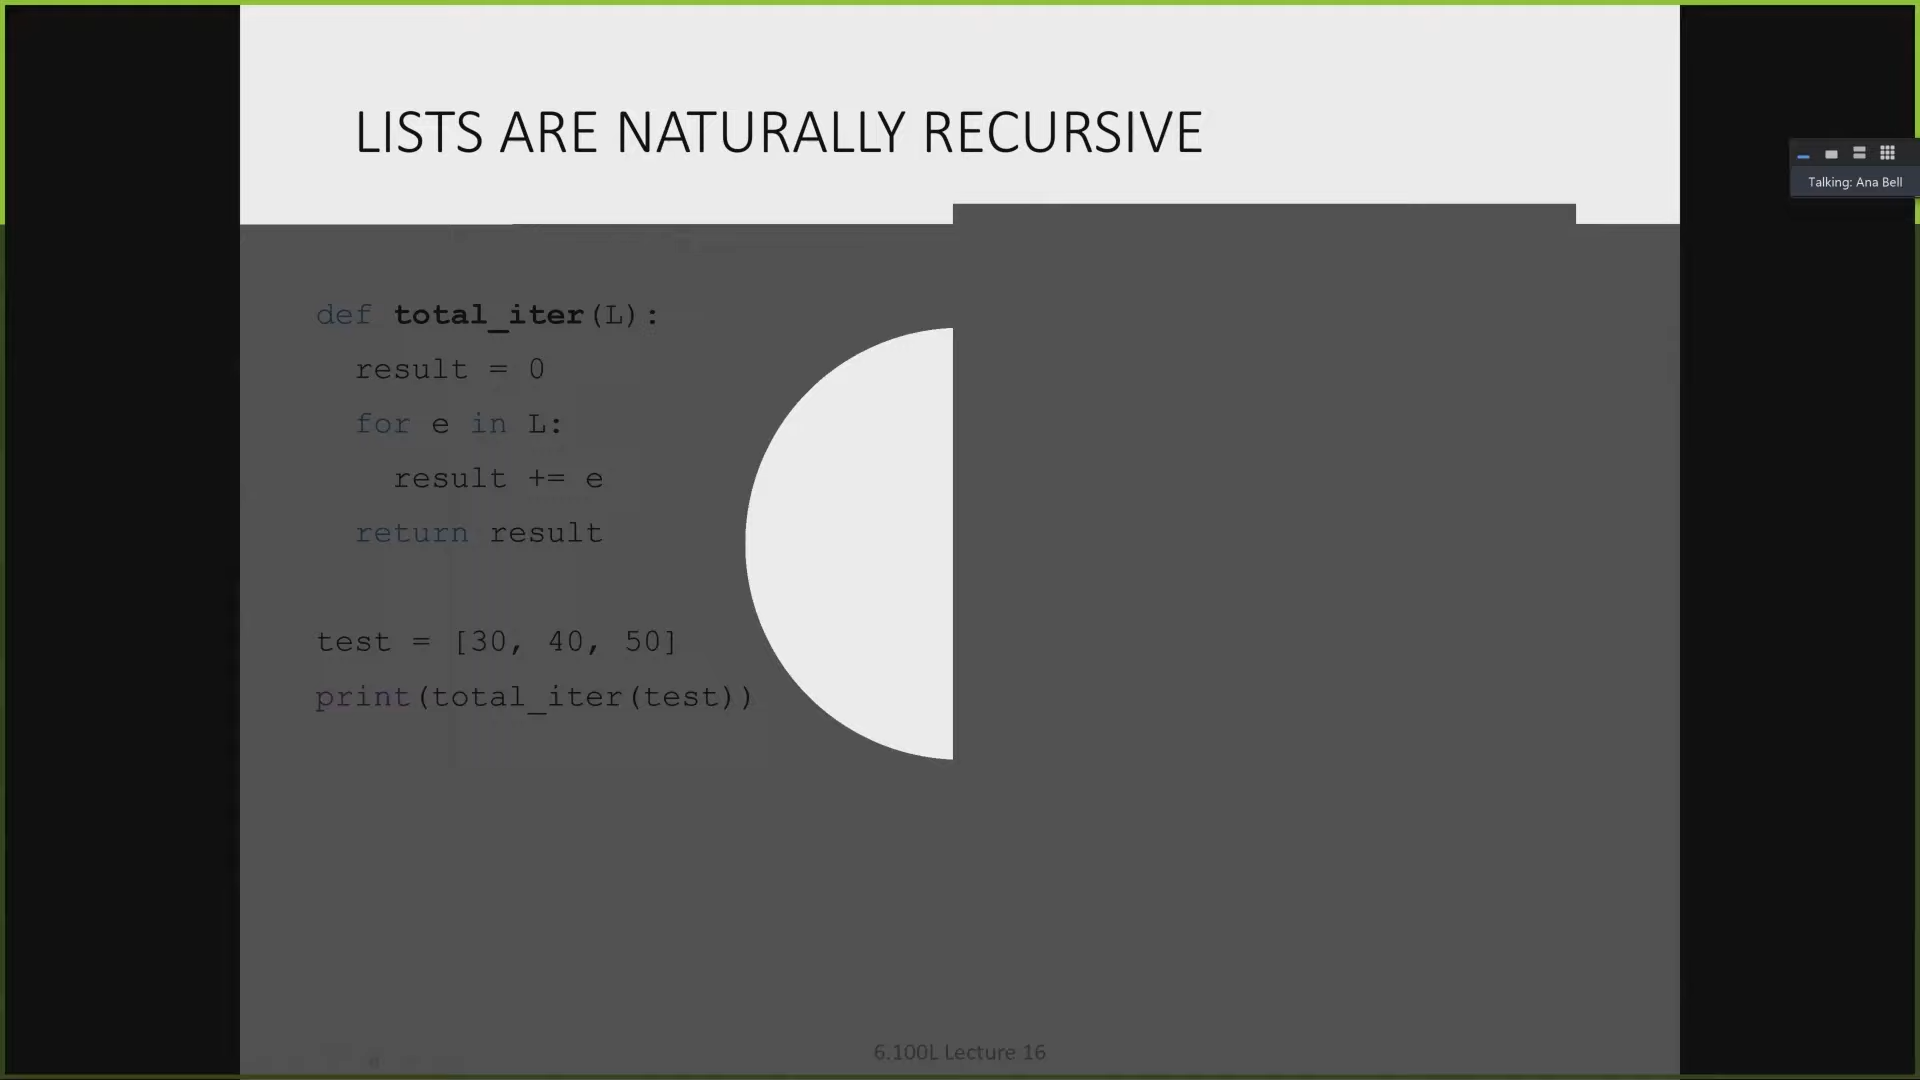 LISTS ARE NATURALLY RECURSIVE
Talking: Ana Bell
def total_iter(L):
result = 0
for e in L:
result += e
return result
test = [30, 40, 50]
print(total_iter(test))
6.100L Lecture 16